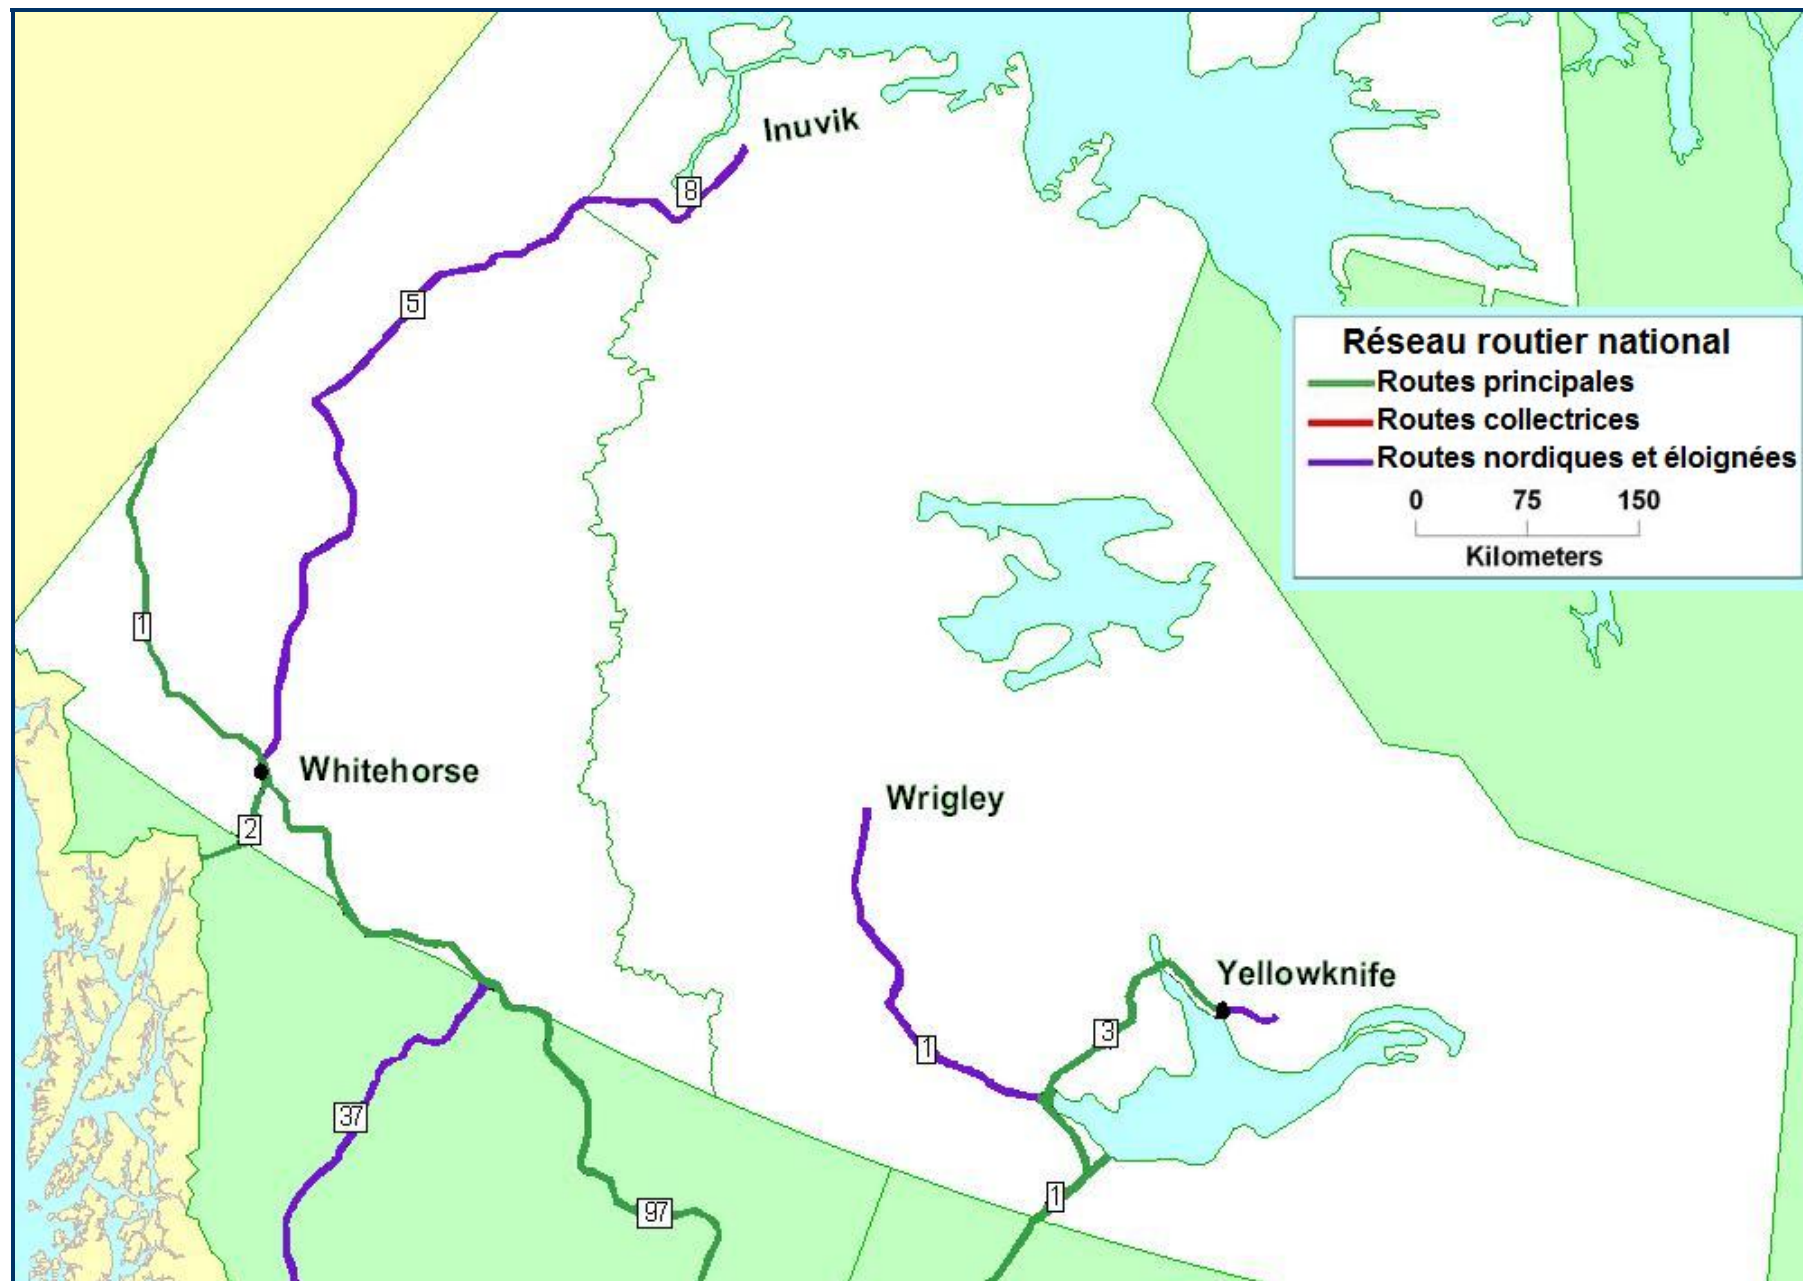 Inuvik
8
5
Réseau routier national
Routes principales
Routes collectrices
Routes nordiques et éloignées
0 75 150
Kilometers
1
Whitehorse
2
Wrigley
Yellowknife
3
1
37
1
97